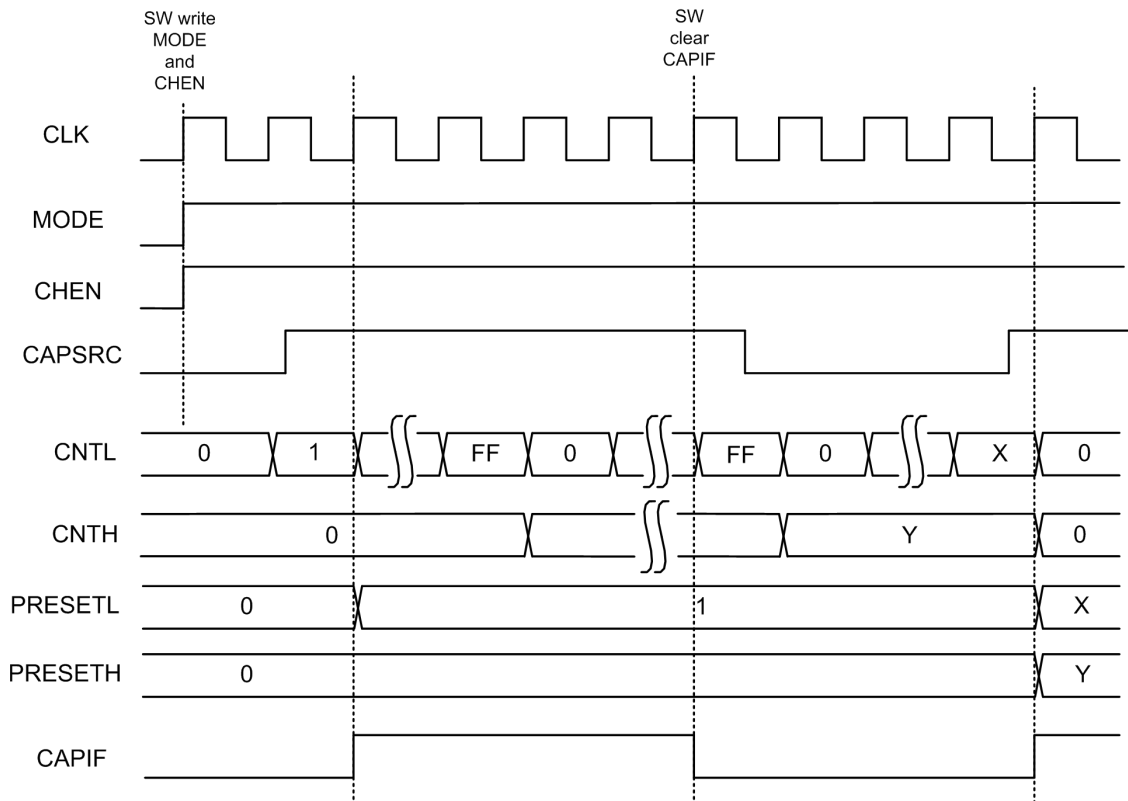 SW write
MODE
and
CHEN
SW
clear
CAPIF
CLK
MODE
CHEN
CAPSRC
CNTL 0 1 FF 0 FF 0 X 0
CNTH 0 Y 0
PRESETL 0 1 X
PRESETH 0 Y
CAPIF